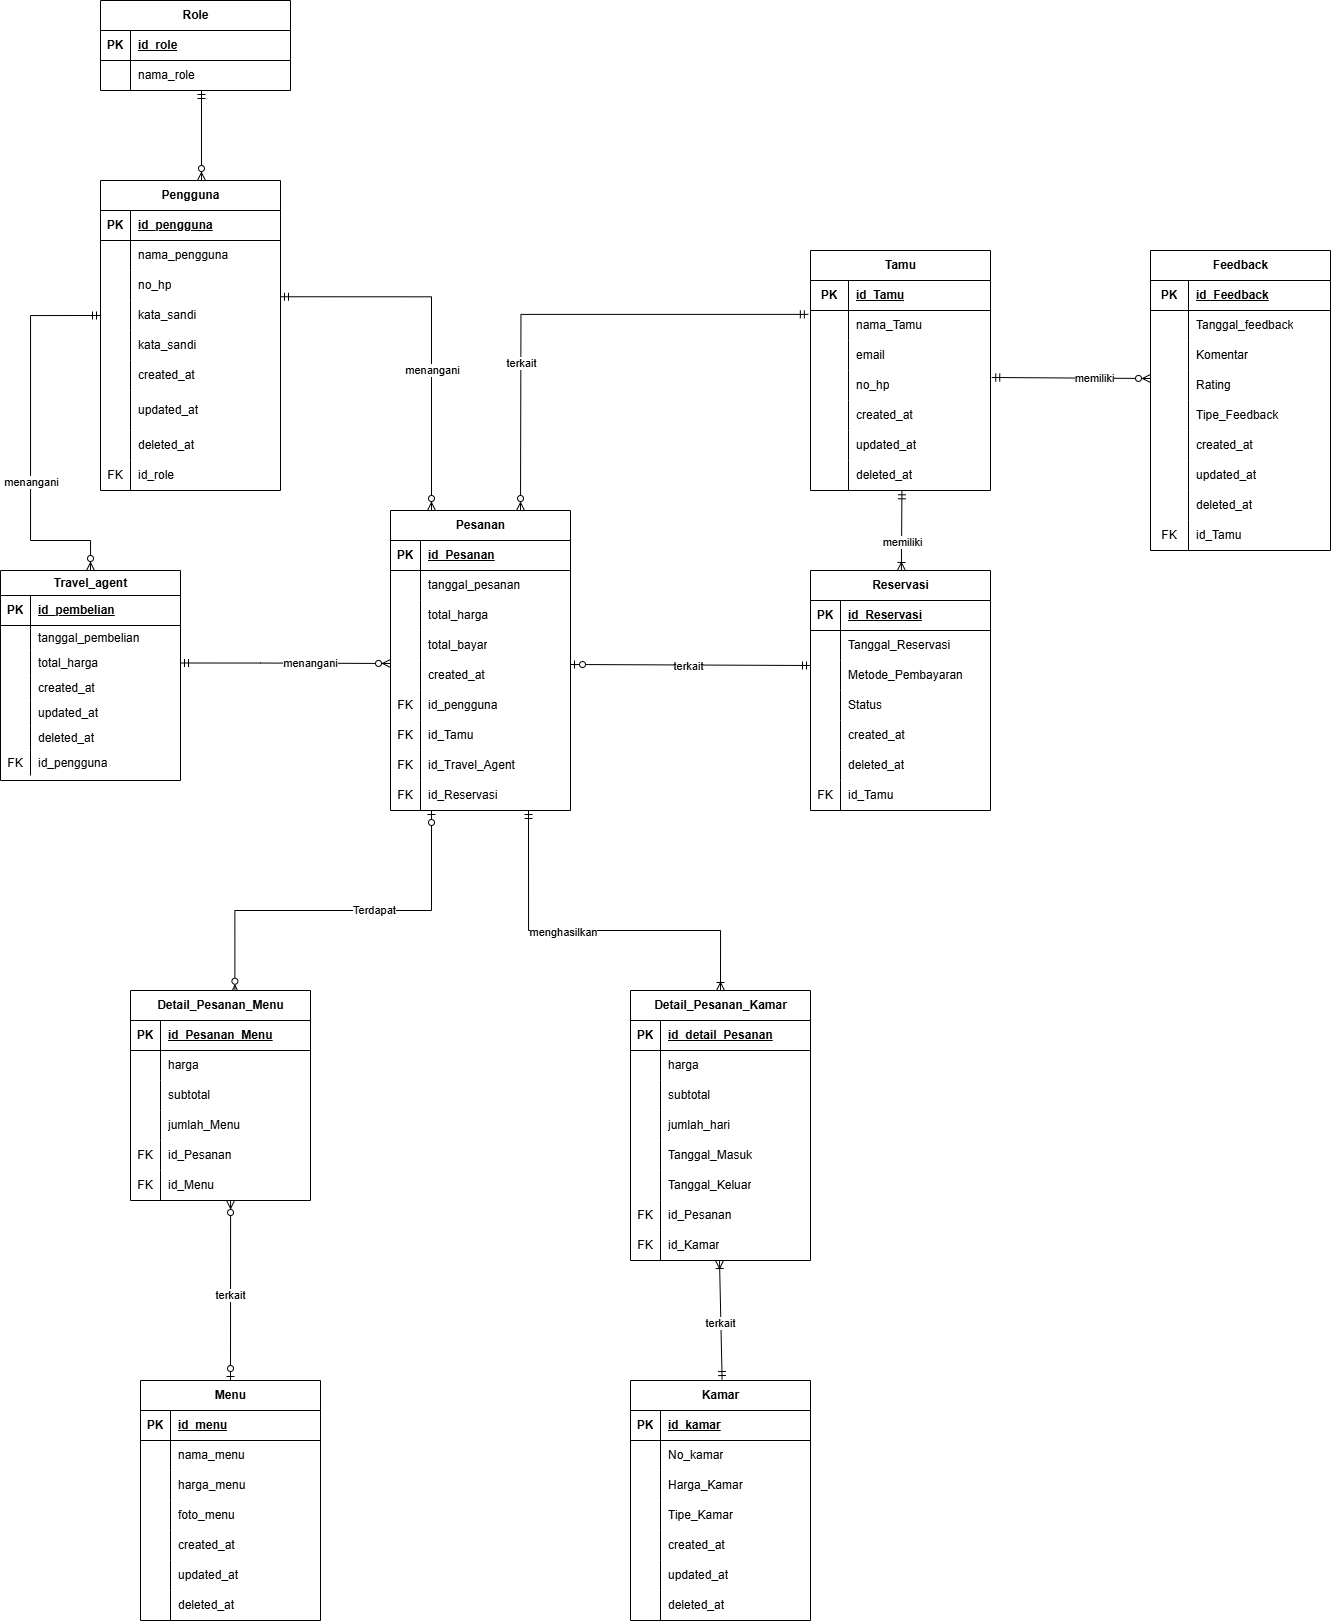 Role
PK id_role
nama_role
Pengguna
PK id_pengguna
nama_pengguna
no_hp
kata_sandi
kata_sandi
created_at
updated_at
deleted_at
FK id_role
menangani
menangani
terkait
Tamu
PK id_Tamu
nama_Tamu
email
no_hp
created_at
updated_at
deleted_at
memiliki
Feedback
PK id_Feedback
Tanggal_feedback
Komentar
Rating
Tipe_Feedback
created_at
updated_at
deleted_at
FK id_Tamu
memiliki
Travel_agent
PK id_pembelian
tanggal_pembelian
total_harga
created_at
updated_at
deleted_at
FK id_pengguna
menangani
Pesanan
PK id_Pesanan
tanggal_pesanan
total_harga
total_bayar
created_at
FK id_pengguna
FK id_Tamu
FK id_Travel_Agent
FK id_Reservasi
terkait
Reservasi
PK id_Reservasi
Tanggal_Reservasi
Metode_Pembayaran
Status
created_at
deleted_at
FK id_Tamu
Terdapat
menghasilkan
Detail_Pesanan_Menu
PK id_Pesanan_Menu
harga
subtotal
jumlah_Menu
FK id_Pesanan
FK id_Menu
terkait
Detail_Pesanan_Kamar
PK id_detail_Pesanan
harga
subtotal
jumlah_hari
Tanggal_Masuk
Tanggal_Keluar
FK id_Pesanan
FK id_Kamar
terkait
Menu
PK id_menu
nama_menu
harga_menu
foto_menu
created_at
updated_at
deleted_at
Kamar
PK id_kamar
No_kamar
Harga_Kamar
Tipe_Kamar
created_at
updated_at
deleted_at